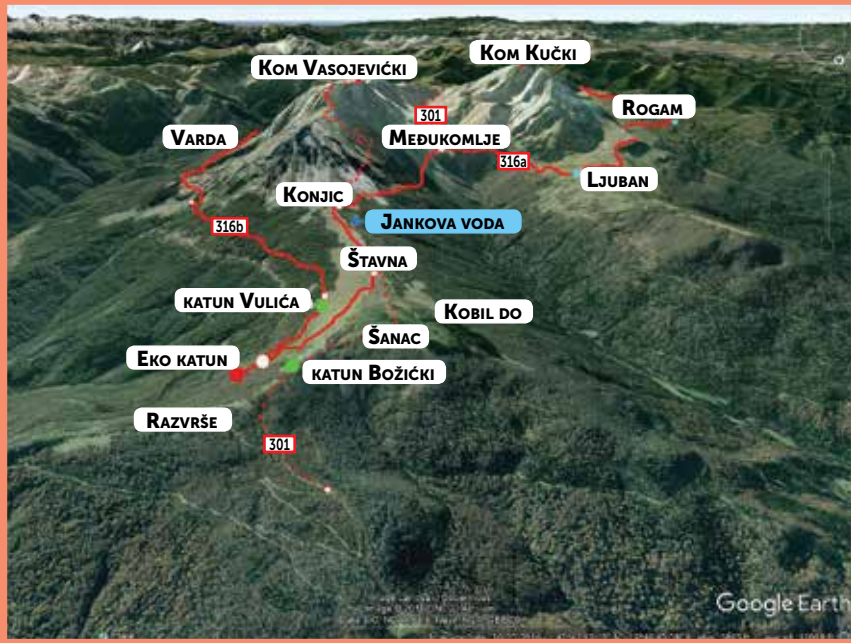 Kom Vasojevićki
Kom Kučki
301
Rogam
Varda
Međukomlje
316a
Ljuban
Konjic
316b
Jankova voda
Štavna
katun Vulića
Kobil do
Šanac
Eko katun
katun Božićki
Razvrše
301
Google Earth